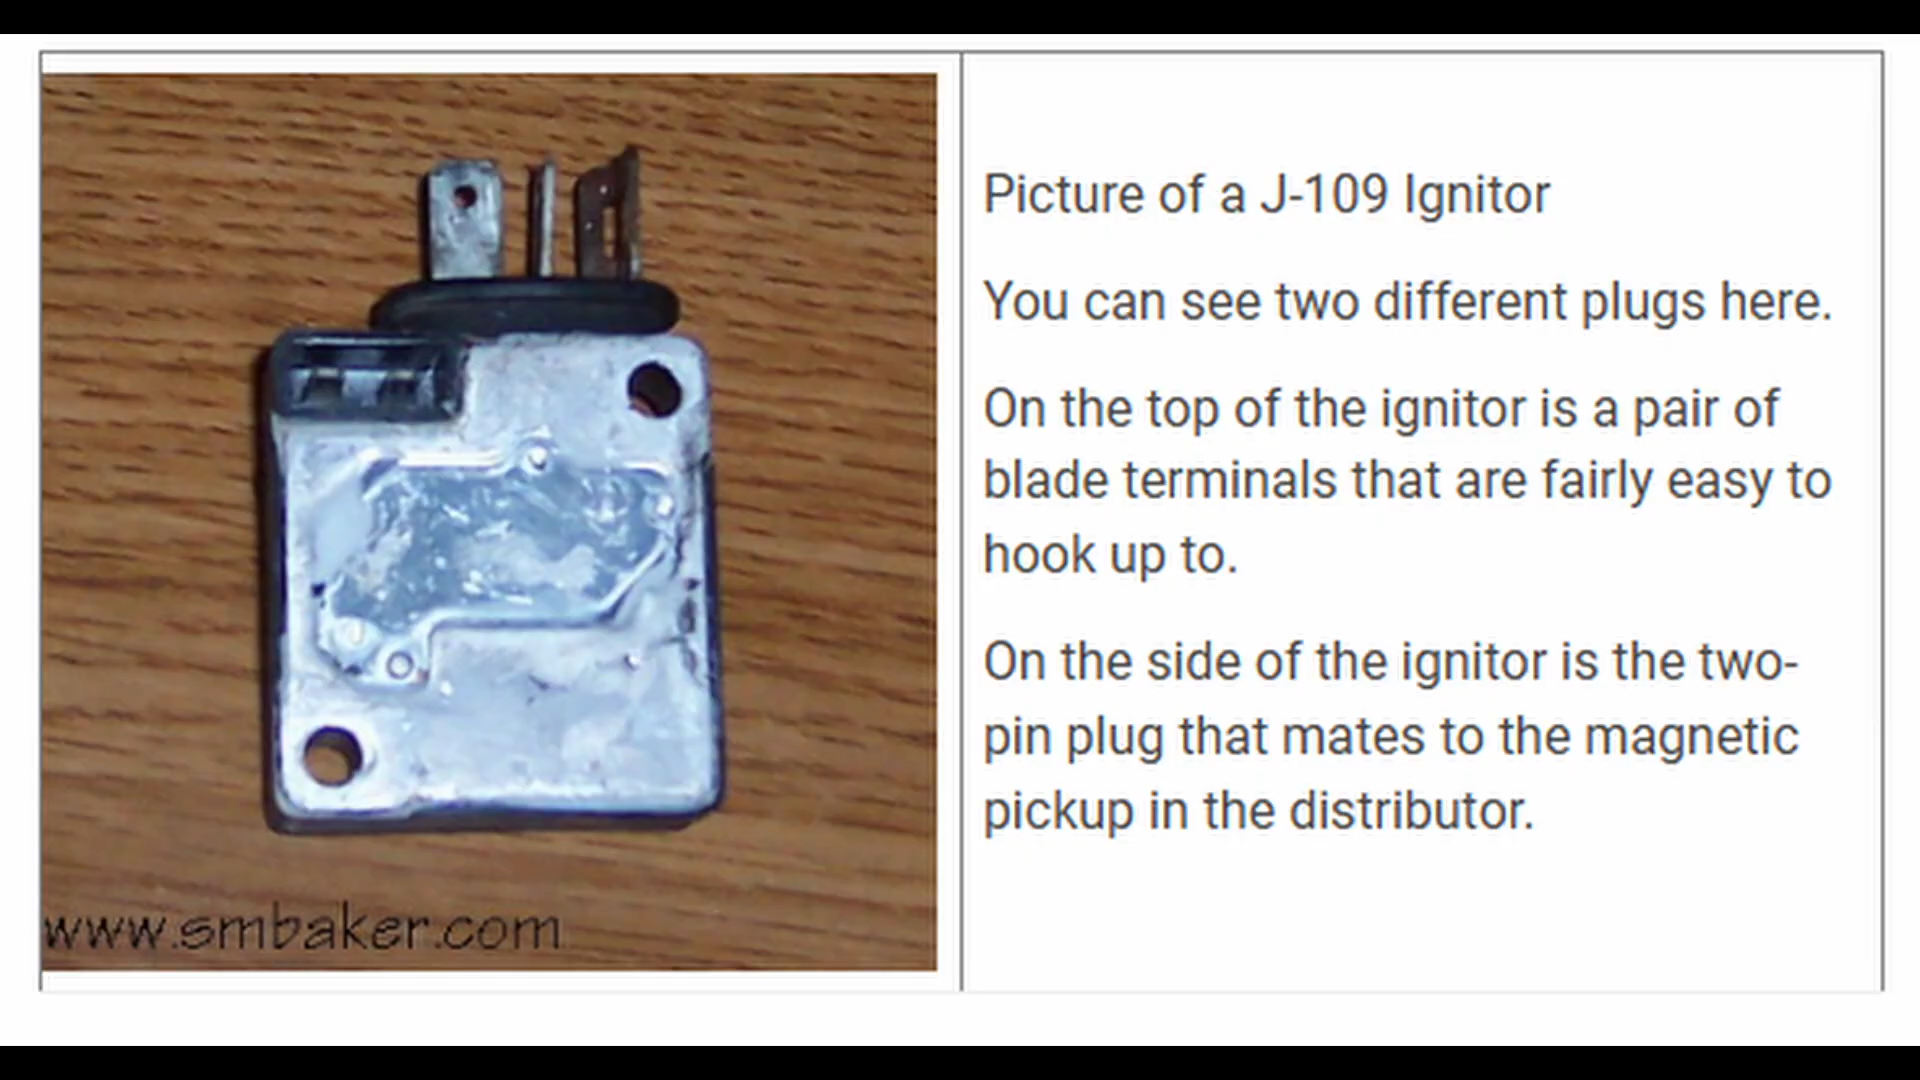 Picture of a J-109 Ignitor
You can see two different plugs here.
On the top of the ignitor is a pair of
blade terminals that are fairly easy to
hook up to.
On the side of the ignitor is the two-
pin plug that mates to the magnetic
pickup in the distributor.
www.smbaker.com